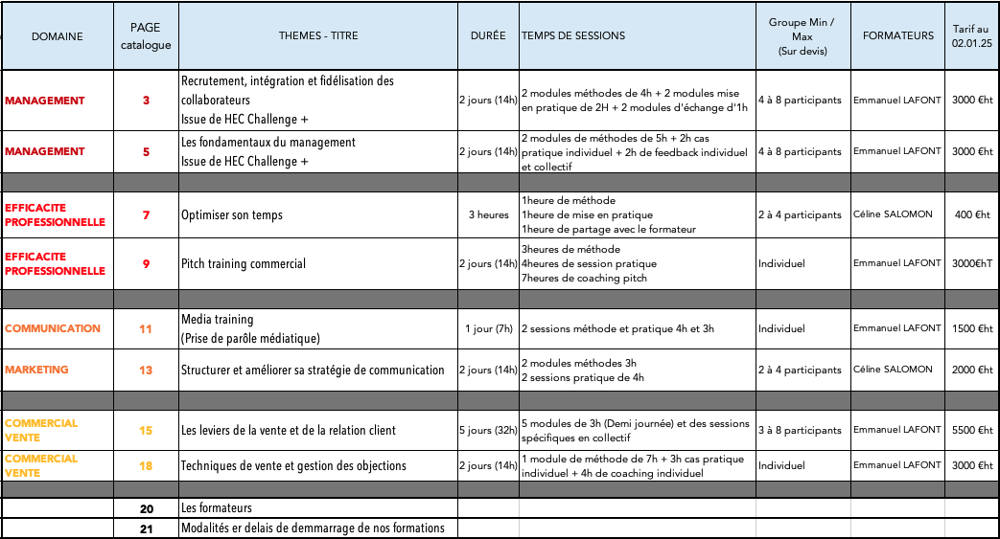 DOMAINE
PAGE
catalogue
THEMES - TITRE
DURÉE
TEMPS DE SESSIONS
Groupe Min /
Max
(Sur devis)
FORMATEURS
Tarif au
02.01.25
MANAGEMENT
3
Recrutement, intégration et fidélisation des
collaborateurs
Issue de HEC Challenge +
2 jours (14h)
2 modules méthodes de 4h + 2 modules mise
en pratique de 2H + 2 modules d'échange d'1h
4 à 8 participants
Emmanuel LAFONT
3000 €ht
MANAGEMENT
5
Les fondamentaux du management
Issue de HEC Challenge +
2 jours (14h)
2 modules de méthodes de 5h + 2h cas
pratique individuel + 2h de feedback individuel
et collectif
4 à 8 participants
Emmanuel LAFONT
3000 €ht
EFFICACITE
PROFESSIONNELLE
7
Optimiser son temps
3 heures
1heure de méthode
1heure de mise en pratique
1heure de partage avec le formateur
2 à 4 participants
Céline SALOMON
400 €ht
EFFICACITE
PROFESSIONNELLE
9
Pitch training commercial
2 jours (14h)
3heures de méthode
4heures de session pratique
7heures de coaching pitch
Individuel
Emmanuel LAFONT
3000€hT
COMMUNICATION
11
Media training
(Prise de parôle médiatique)
1 jour (7h)
2 sessions méthode et pratique 4h et 3h
Individuel
Emmanuel LAFONT
1500 €ht
MARKETING
13
Structurer et améliorer sa stratégie de communication
2 jours (14h)
2 modules méthodes 3h
2 sessions pratique de 4h
2 à 4 participants
Céline SALOMON
2000 €ht
COMMERCIAL
VENTE
15
Les leviers de la vente et de la relation client
5 jours (32h)
5 modules de 3h (Demi journée) et des sessions
spécifiques en collectif
3 à 8 participants
Emmanuel LAFONT
5500 €ht
COMMERCIAL
VENTE
18
Techniques de vente et gestion des objections
2 jours (14h)
1 module de méthode de 7h + 3h cas pratique
individuel + 4h de coaching individuel
Individuel
Emmanuel LAFONT
3000 €ht
20
Les formateurs
21
Modalités er delais de demmarrage de nos formations